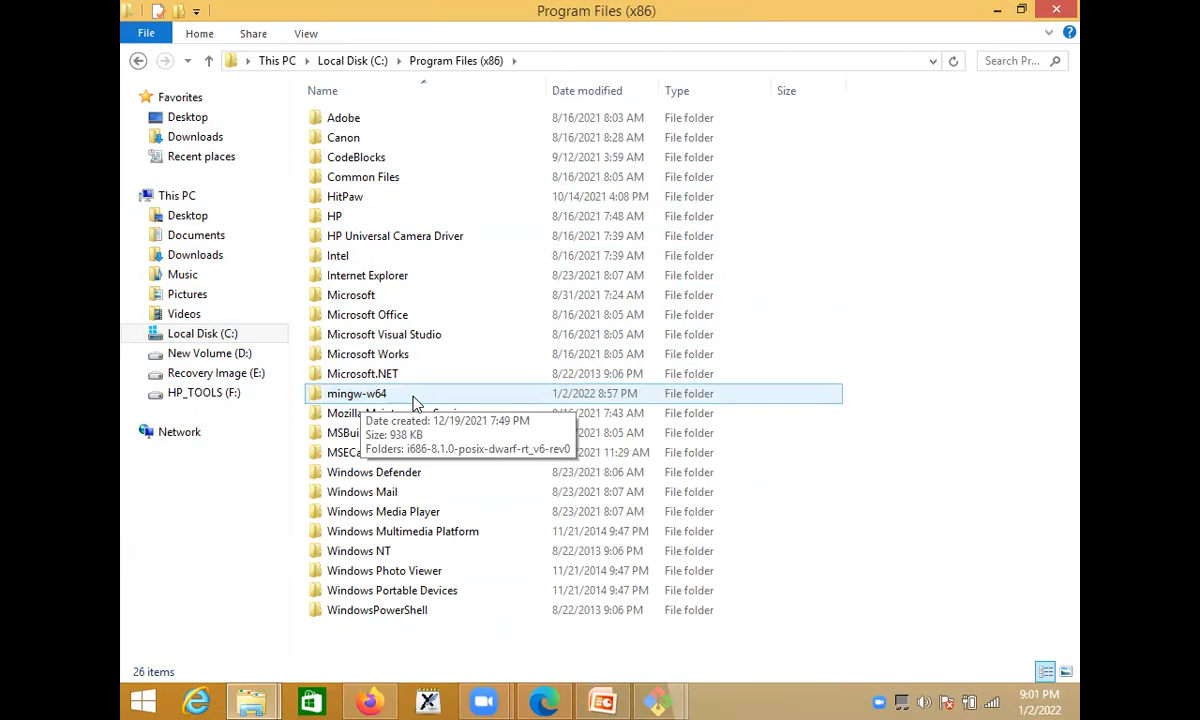 Program Files (x86)
File Home Share View
This PC Local Disk (C:) Program Files (x86) Search Pr...
Name Date modified Type Size
Favorites
Desktop
Downloads
Recent places
This PC
Desktop
Documents
Downloads
Music
Pictures
Videos
Local Disk (C:)
New Volume (D:)
Recovery Image (E:)
HP_TOOLS (F:)
Network
Adobe 8/16/2021 8:03 AM File folder
Canon 8/16/2021 8:28 AM File folder
CodeBlocks 9/12/2021 3:59 AM File folder
Common Files 8/16/2021 8:05 AM File folder
HitPaw 10/14/2021 4:08 PM File folder
HP 8/16/2021 7:48 AM File folder
HP Universal Camera Driver 8/16/2021 7:39 AM File folder
Intel 8/16/2021 7:39 AM File folder
Internet Explorer 8/23/2021 8:07 AM File folder
Microsoft 8/31/2021 7:24 AM File folder
Microsoft Office 8/16/2021 8:05 AM File folder
Microsoft Visual Studio 8/16/2021 8:05 AM File folder
Microsoft Works 8/16/2021 8:05 AM File folder
Microsoft.NET 8/22/2013 9:06 PM File folder
mingw-w64 1/2/2022 8:57 PM File folder
7:43 AM File folder
8:05 AM File folder
11:29 AM File folder
Date created: 12/19/2021 7:49 PM
Size: 938 KB
Folders: i686-8.1.0-posix-dwarf-rt_v6-rev0
Windows Defender 8/23/2021 8:06 AM File folder
Windows Mail 8/23/2021 8:07 AM File folder
Windows Media Player 8/23/2021 8:07 AM File folder
Windows Multimedia Platform 11/21/2014 9:47 PM File folder
Windows NT 8/22/2013 9:06 PM File folder
Windows Photo Viewer 11/21/2014 9:47 PM File folder
Windows Portable Devices 11/21/2014 9:47 PM File folder
WindowsPowerShell 8/22/2013 9:06 PM File folder
26 items
9:01 PM
1/2/2022